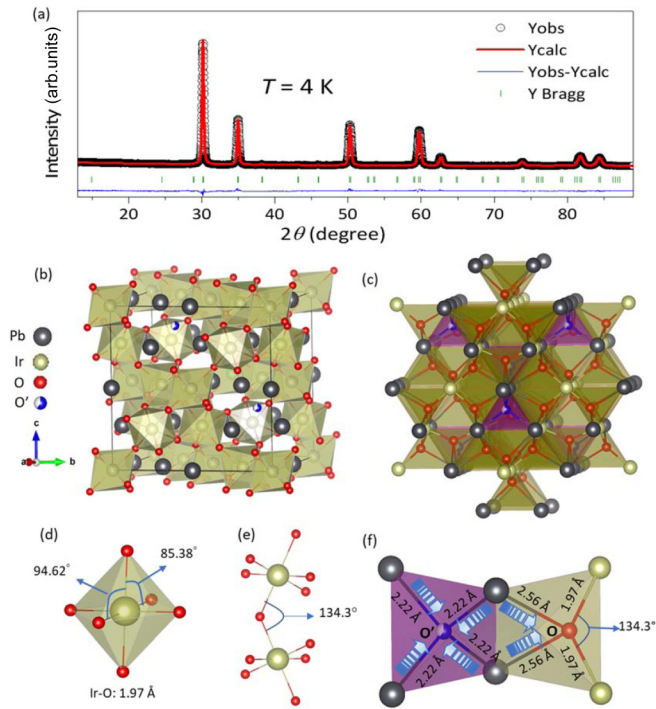 (a)
Intensity (arb.units)
Yobs
Ycalc
Yobs-Ycalc
Y Bragg
T = 4 K
20 30 40 50 60 70 80
2θ (degree)
(b)
(c)
Pb
Ir
O
O′
c
a
b
(d)
94.62°
85.38°
Ir-O: 1.97 Å
(e)
134.3°
(f)
2.22 Å 2.22 Å 2.56 Å 1.97 Å
O′ O 134.3°
2.22 Å 2.22 Å 2.56 Å 1.97 Å